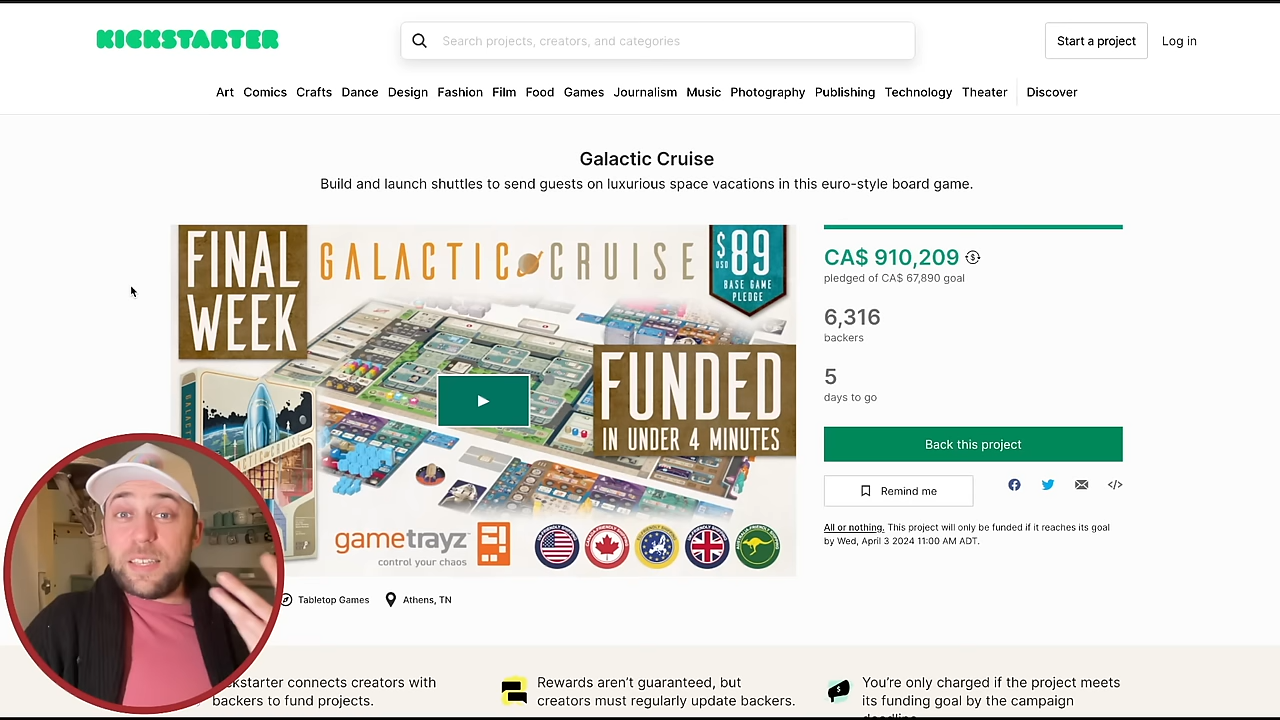 KICKSTARTER
Search projects, creators, and categories
Start a project
Log in
Art Comics Crafts Dance Design Fashion Film Food Games Journalism Music Photography Publishing Technology Theater Discover
Galactic Cruise
Build and launch shuttles to send guests on luxurious space vacations in this euro-style board game.
FINAL
WEEK
GALACTIC CRUISE
$89
USD
BASE GAME
PLEDGE
FUNDED
IN UNDER 4 MINUTES
gametrayz
control your chaos
CA$ 910,209
pledged of CA$ 67,890 goal
6,316
backers
5
days to go
Back this project
Remind me
All or nothing. This project will only be funded if it reaches its goal
by Wed, April 3 2024 11:00 AM ADT.
Tabletop Games
Athens, TN
kstarter connects creators with
backers to fund projects.
Rewards aren’t guaranteed, but
creators must regularly update backers.
You’re only charged if the project meets
its funding goal by the campaign
deadline.